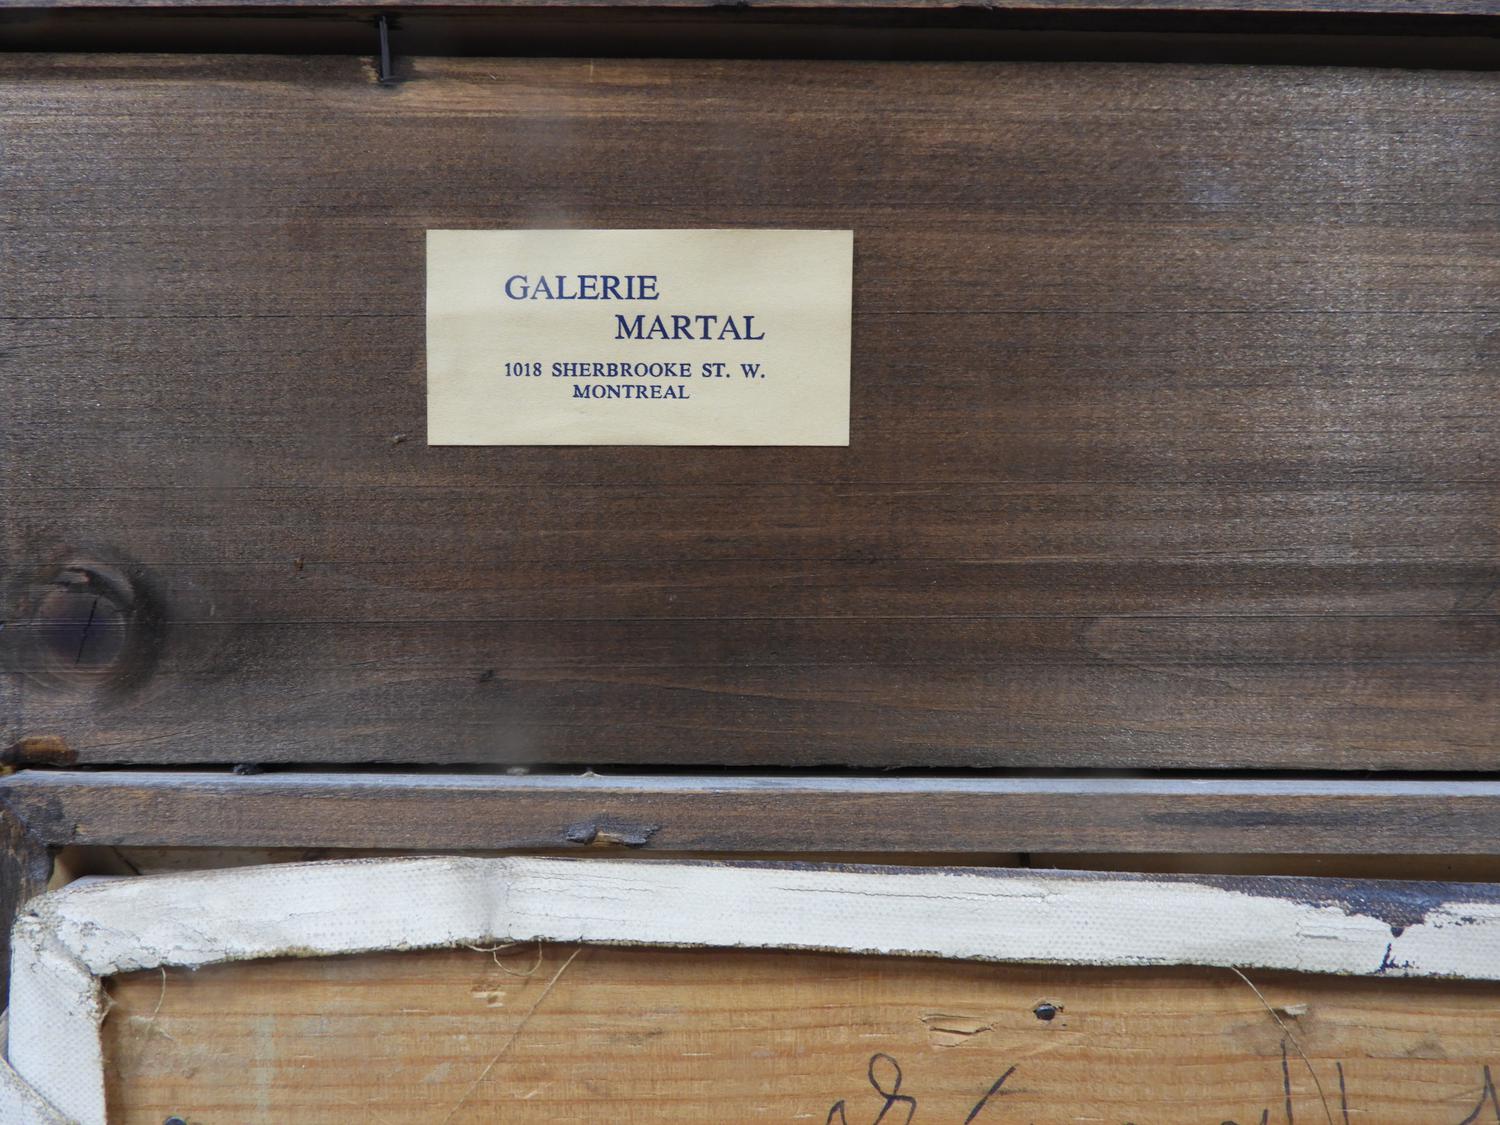 GALERIE
MARTAL
1018 SHERBROOKE ST. W.
MONTREAL